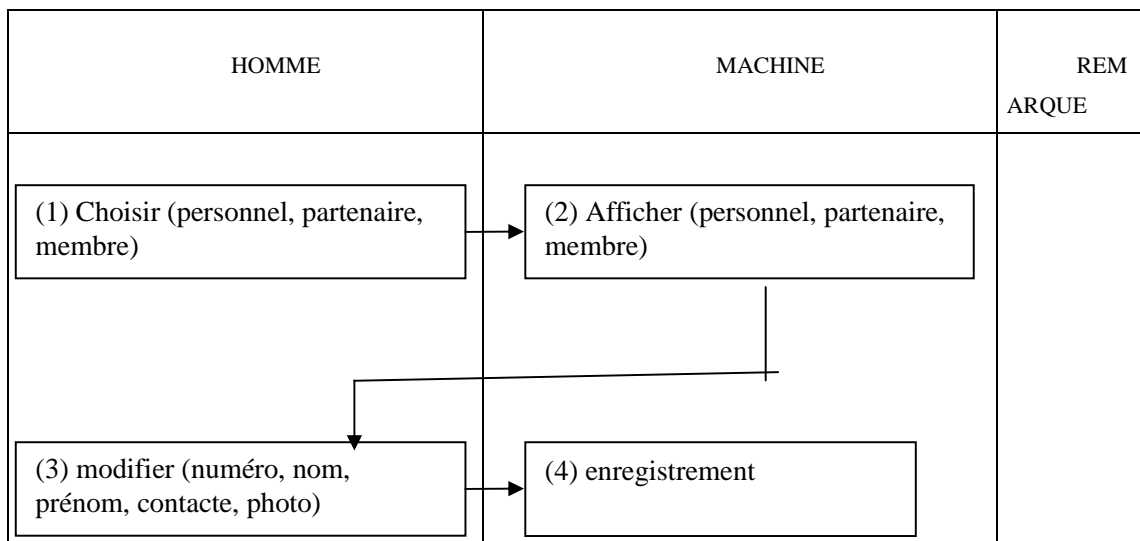 HOMME
MACHINE
REM
ARQUE
(1) Choisir (personnel, partenaire,
membre)
(2) Afficher (personnel, partenaire,
membre)
(3) modifier (numéro, nom,
prénom, contacte, photo)
(4) enregistrement